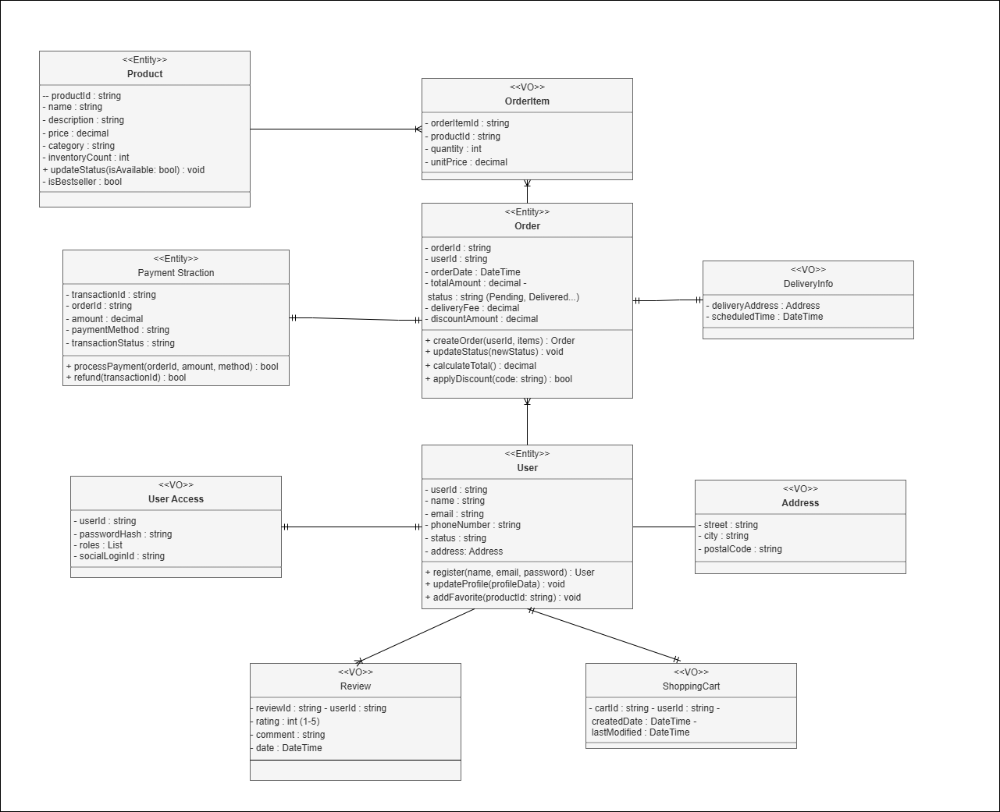 <<Entity>>
Product
-- productId : string
- name : string
- description : string
- price : decimal
- category : string
- inventoryCount : int
+ updateStatus(isAvailable: bool) : void
- isBestseller : bool
<<VO>>
OrderItem
- orderItemId : string
- productId : string
- quantity : int
- unitPrice : decimal
<<Entity>>
Order
- orderId : string
- userId : string
- orderDate : DateTime
- totalAmount : decimal -
status : string (Pending, Delivered...)
- deliveryFee : decimal
- discountAmount : decimal
+ createOrder(userId, items) : Order
+ updateStatus(newStatus) : void
+ calculateTotal() : decimal
+ applyDiscount(code: string) : bool
<<Entity>>
Payment Straction
- transactionId : string
- orderId : string
- amount : decimal
- paymentMethod : string
- transactionStatus : string
+ processPayment(orderId, amount, method) : bool
+ refund(transactionId) : bool
<<VO>>
DeliveryInfo
- deliveryAddress : Address
- scheduledTime : DateTime
<<Entity>>
User
- userId : string
- name : string
- email : string
- phoneNumber : string
- status : string
- address: Address
+ register(name, email, password) : User
+ updateProfile(profileData) : void
+ addFavorite(productId: string) : void
<<VO>>
User Access
- userId : string
- passwordHash : string
- roles : List
- socialLoginId : string
<<VO>>
Address
- street : string
- city : string
- postalCode : string
<<VO>>
Review
- reviewId : string - userId : string
- rating : int (1-5)
- comment : string
- date : DateTime
<<VO>>
ShoppingCart
- cartId : string - userId : string -
createdDate : DateTime -
lastModified : DateTime